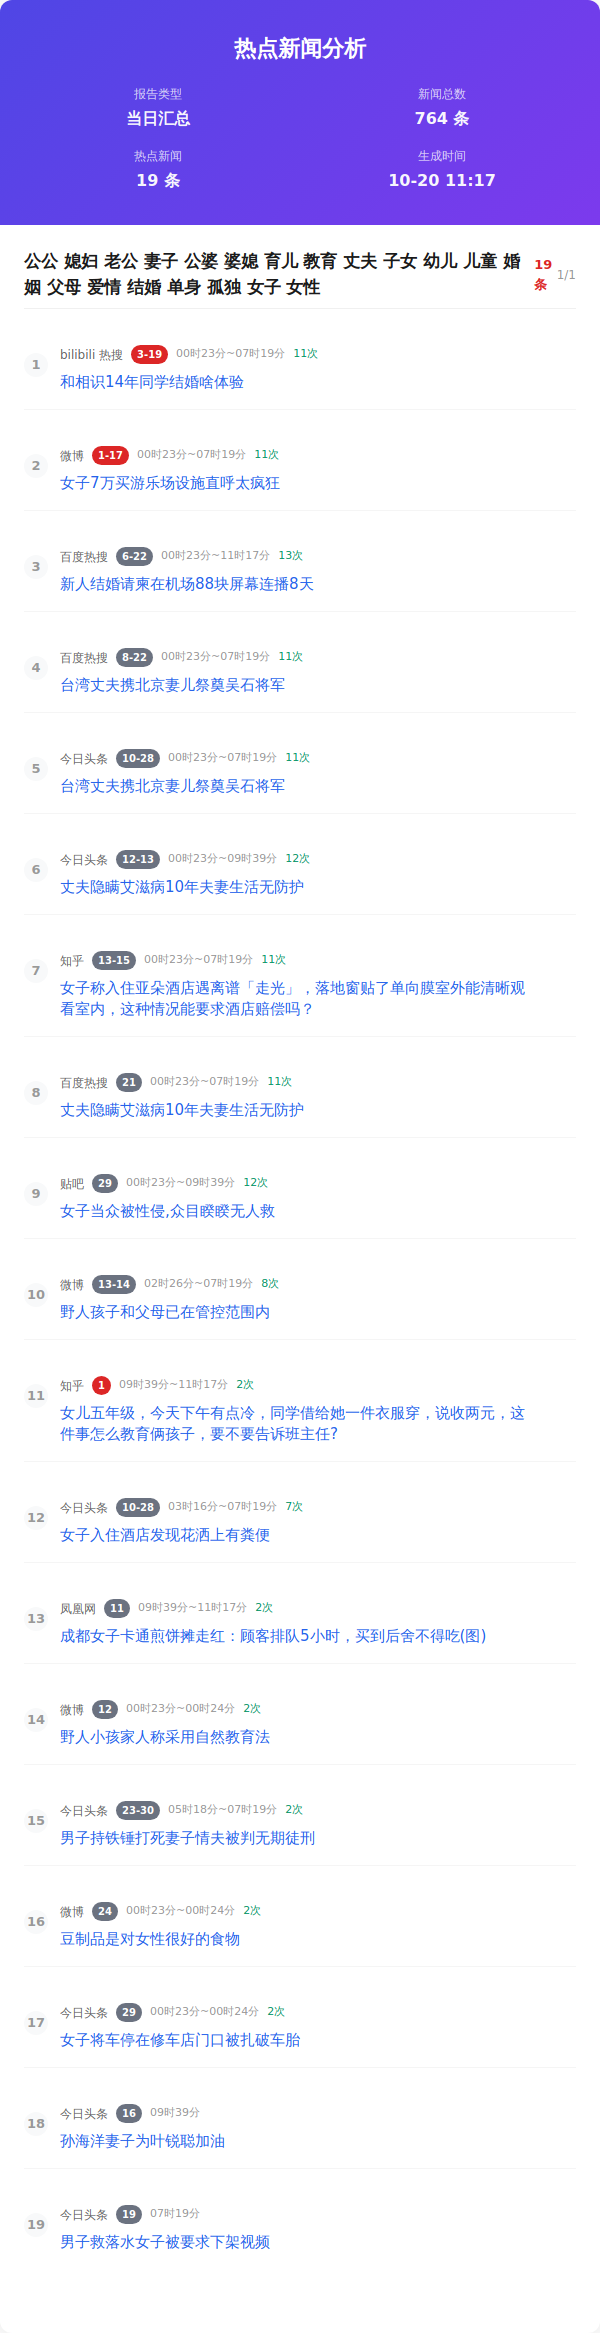 热点新闻分析
报告类型
当日汇总
新闻总数
764 条
热点新闻
19 条
生成时间
10-20 11:17
公公 媳妇 老公 妻子 公婆 婆媳 育儿 教育 丈夫 子女 幼儿 儿童 婚
姻 父母 爱情 结婚 单身 孤独 女子 女性
19
条
1/1
1
bilibili 热搜 3-19 00时23分~07时19分 11次
和相识14年同学结婚啥体验
2
微博 1-17 00时23分~07时19分 11次
女子7万买游乐场设施直呼太疯狂
3
百度热搜 6-22 00时23分~11时17分 13次
新人结婚请柬在机场88块屏幕连播8天
4
百度热搜 8-22 00时23分~07时19分 11次
台湾丈夫携北京妻儿祭奠吴石将军
5
今日头条 10-28 00时23分~07时19分 11次
台湾丈夫携北京妻儿祭奠吴石将军
6
今日头条 12-13 00时23分~09时39分 12次
丈夫隐瞒艾滋病10年夫妻生活无防护
7
知乎 13-15 00时23分~07时19分 11次
女子称入住亚朵酒店遇离谱「走光」，落地窗贴了单向膜室外能清晰观
看室内，这种情况能要求酒店赔偿吗？
8
百度热搜 21 00时23分~07时19分 11次
丈夫隐瞒艾滋病10年夫妻生活无防护
9
贴吧 29 00时23分~09时39分 12次
女子当众被性侵,众目睽睽无人救
10
微博 13-14 02时26分~07时19分 8次
野人孩子和父母已在管控范围内
11
知乎 1 09时39分~11时17分 2次
女儿五年级，今天下午有点冷，同学借给她一件衣服穿，说收两元，这
件事怎么教育俩孩子，要不要告诉班主任?
12
今日头条 10-28 03时16分~07时19分 7次
女子入住酒店发现花洒上有粪便
13
凤凰网 11 09时39分~11时17分 2次
成都女子卡通煎饼摊走红：顾客排队5小时，买到后舍不得吃(图)
14
微博 12 00时23分~00时24分 2次
野人小孩家人称采用自然教育法
15
今日头条 23-30 05时18分~07时19分 2次
男子持铁锤打死妻子情夫被判无期徒刑
16
微博 24 00时23分~00时24分 2次
豆制品是对女性很好的食物
17
今日头条 29 00时23分~00时24分 2次
女子将车停在修车店门口被扎破车胎
18
今日头条 16 09时39分
孙海洋妻子为叶锐聪加油
19
今日头条 19 07时19分
男子救落水女子被要求下架视频